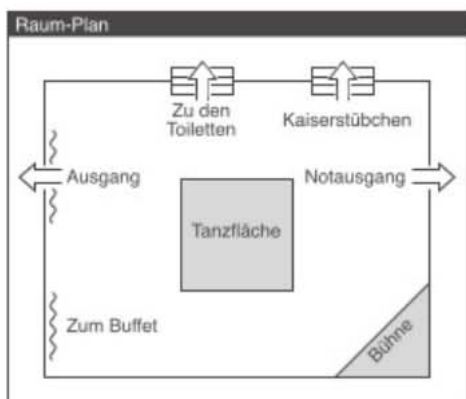 Raum-Plan
Zu den
Toiletten
Kaiserstübchen
Ausgang
Notausgang
Tanzfläche
Zum Buffet
Bühne